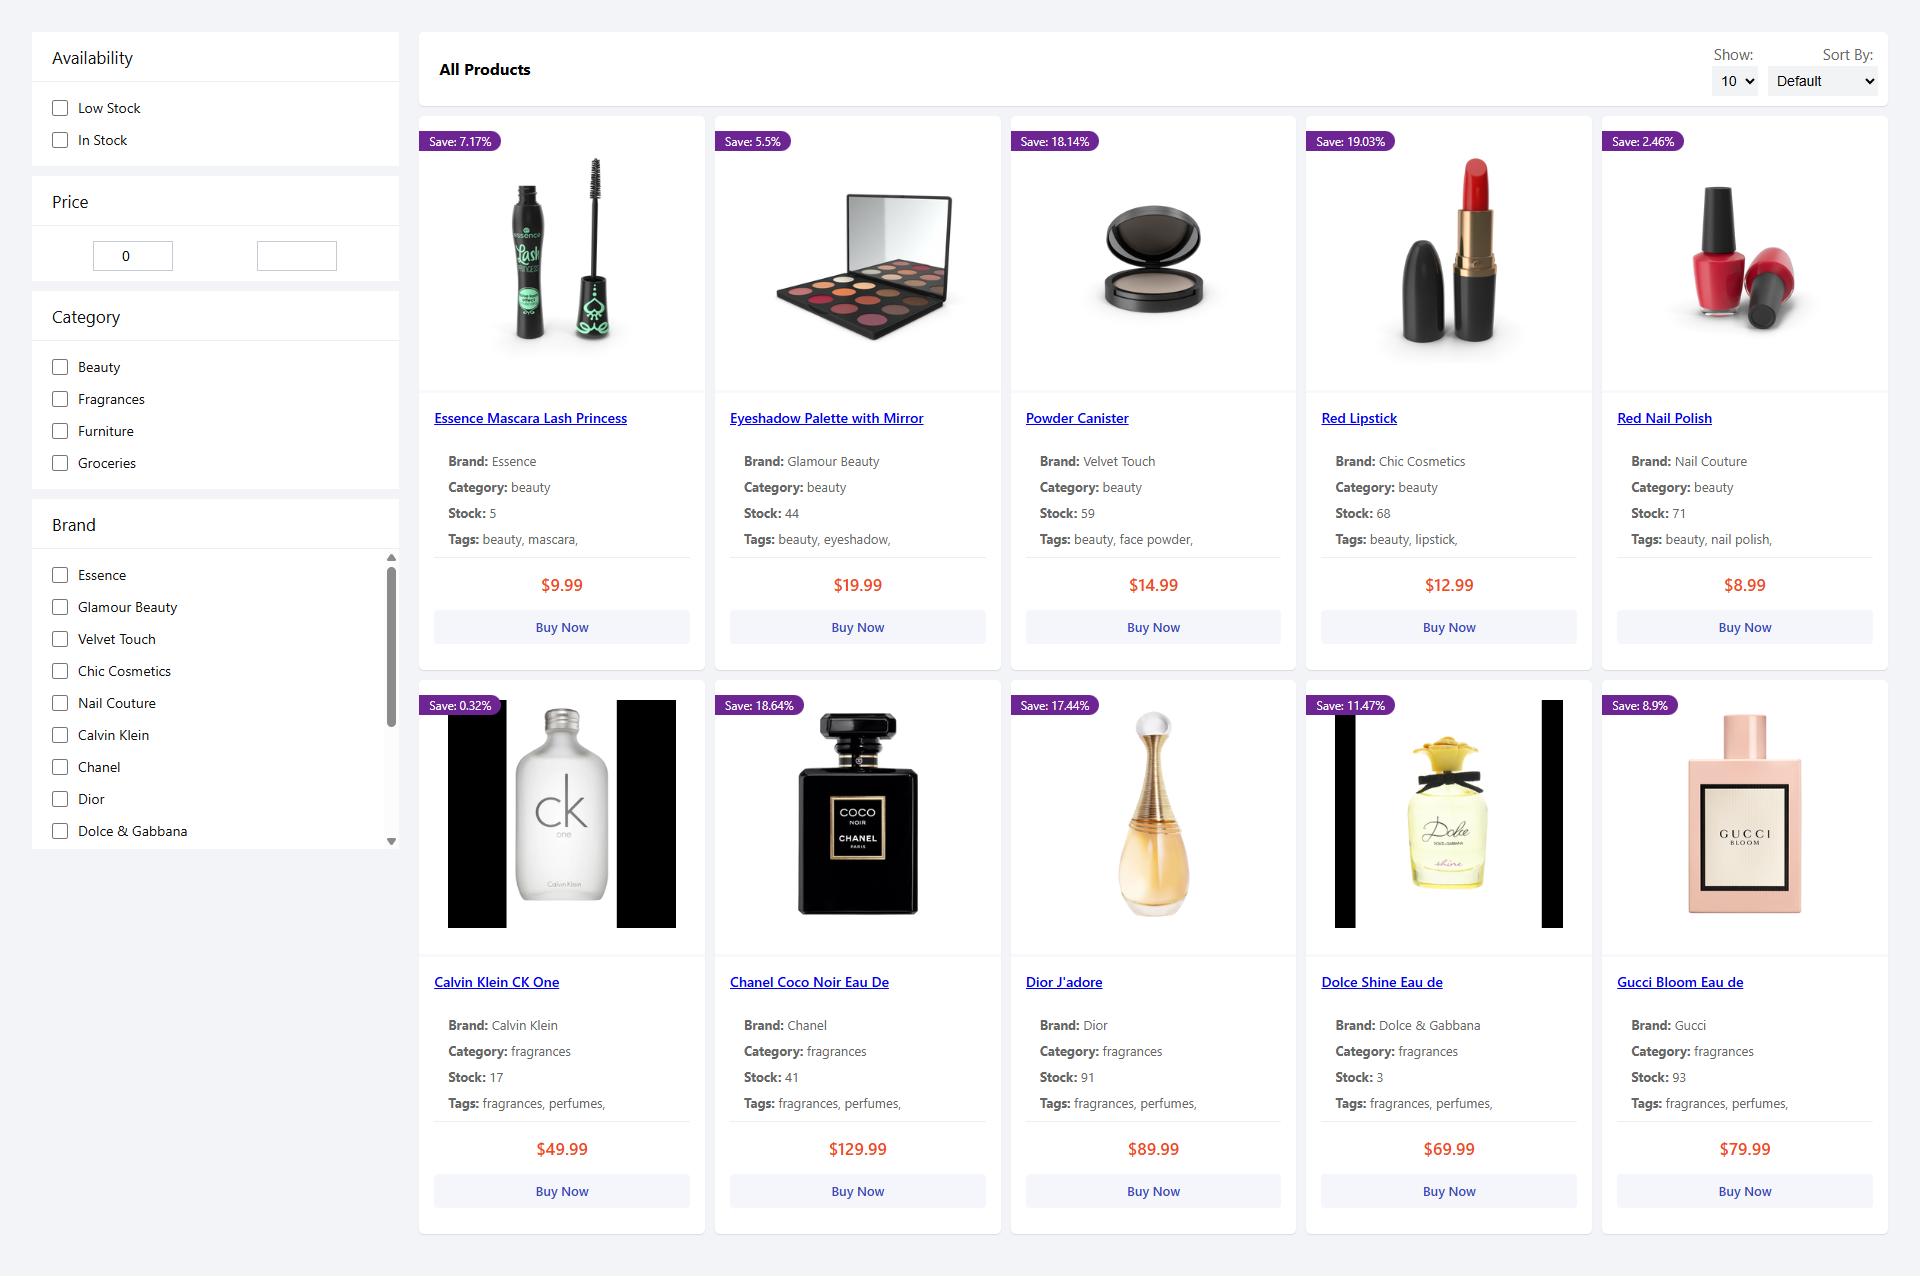 Availability
Low Stock
In Stock
Price
0
Category
Beauty
Fragrances
Furniture
Groceries
Brand
Essence
Glamour Beauty
Velvet Touch
Chic Cosmetics
Nail Couture
Calvin Klein
Chanel
Dior
Dolce & Gabbana
All Products
Show:
10
Sort By:
Default
Save: 7.17%
essence
Lash
PRINCESS
Essence Mascara Lash Princess
Brand: Essence
Category: beauty
Stock: 5
Tags: beauty, mascara,
$9.99
Buy Now
Save: 5.5%
Eyeshadow Palette with Mirror
Brand: Glamour Beauty
Category: beauty
Stock: 44
Tags: beauty, eyeshadow,
$19.99
Buy Now
Save: 18.14%
Powder Canister
Brand: Velvet Touch
Category: beauty
Stock: 59
Tags: beauty, face powder,
$14.99
Buy Now
Save: 19.03%
Red Lipstick
Brand: Chic Cosmetics
Category: beauty
Stock: 68
Tags: beauty, lipstick,
$12.99
Buy Now
Save: 2.46%
Red Nail Polish
Brand: Nail Couture
Category: beauty
Stock: 71
Tags: beauty, nail polish,
$8.99
Buy Now
Save: 0.32%
ck
one
Calvin Klein
Calvin Klein CK One
Brand: Calvin Klein
Category: fragrances
Stock: 17
Tags: fragrances, perfumes,
$49.99
Buy Now
Save: 18.64%
COCO
NOIR
CHANEL
PARIS
Chanel Coco Noir Eau De
Brand: Chanel
Category: fragrances
Stock: 41
Tags: fragrances, perfumes,
$129.99
Buy Now
Save: 17.44%
Dior J'adore
Brand: Dior
Category: fragrances
Stock: 91
Tags: fragrances, perfumes,
$89.99
Buy Now
Save: 11.47%
Dolce
DOLCE & GABBANA
shine
Dolce Shine Eau de
Brand: Dolce & Gabbana
Category: fragrances
Stock: 3
Tags: fragrances, perfumes,
$69.99
Buy Now
Save: 8.9%
GUCCI
BLOOM
Gucci Bloom Eau de
Brand: Gucci
Category: fragrances
Stock: 93
Tags: fragrances, perfumes,
$79.99
Buy Now